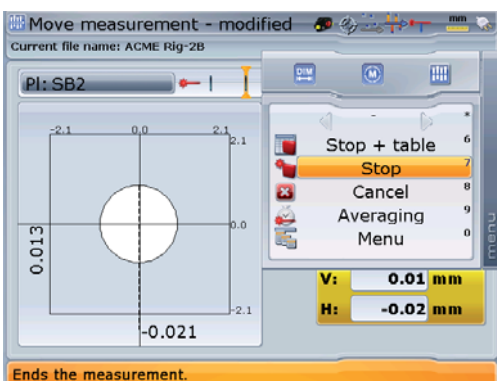 Move measurement - modified
mm
Current file name: ACME Rig-2B
PI: SB2
DIM
M
-
*
Stop + table 6
Stop 7
Cancel 8
Averaging 9
Menu 0
menu
-2.1 0.0 2.1
2.1
0.0
-2.1
0.013
-0.021
V: 0.01 mm
H: -0.02 mm
Ends the measurement.